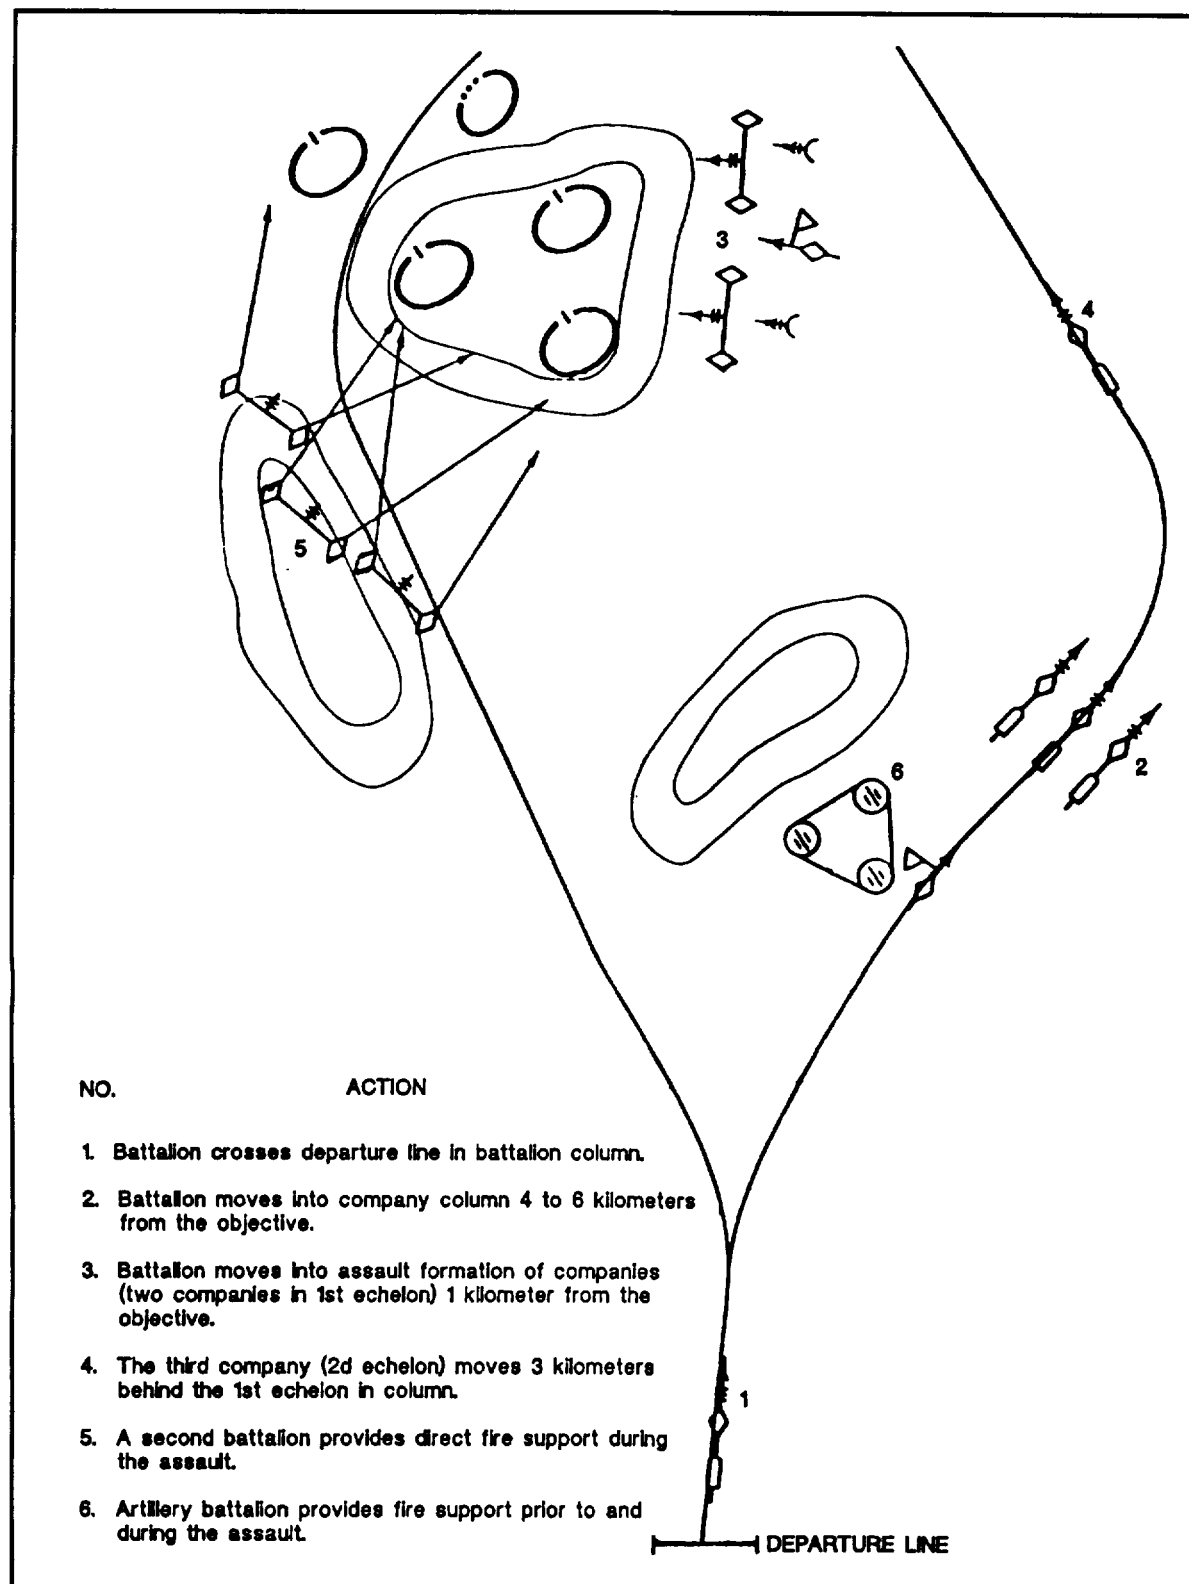 3
4
5
2
6
1
NO. ACTION
1. Battalion crosses departure line in battalion column.
2. Battalion moves into company column 4 to 6 kilometers
from the objective.
3. Battalion moves into assault formation of companies
(two companies in 1st echelon) 1 kilometer from the
objective.
4. The third company (2d echelon) moves 3 kilometers
behind the 1st echelon in column.
5. A second battalion provides direct fire support during
the assault.
6. Artillery battalion provides fire support prior to and
during the assault.
DEPARTURE LINE